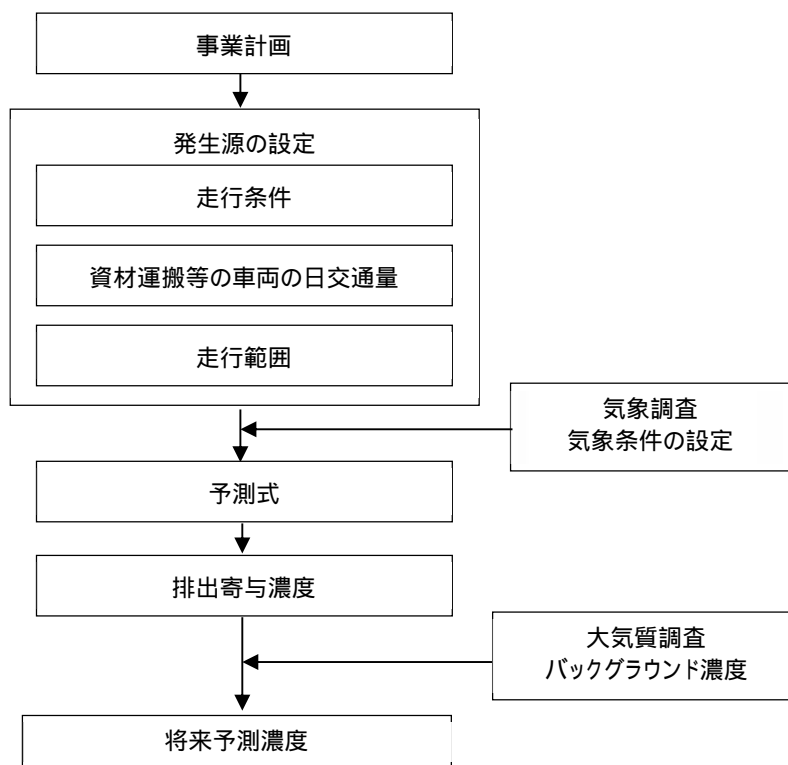 事業計画
発生源の設定
走行条件
資材運搬等の車両の日交通量
走行範囲
気象調査
気象条件の設定
予測式
排出寄与濃度
大気質調査
バックグラウンド濃度
将来予測濃度